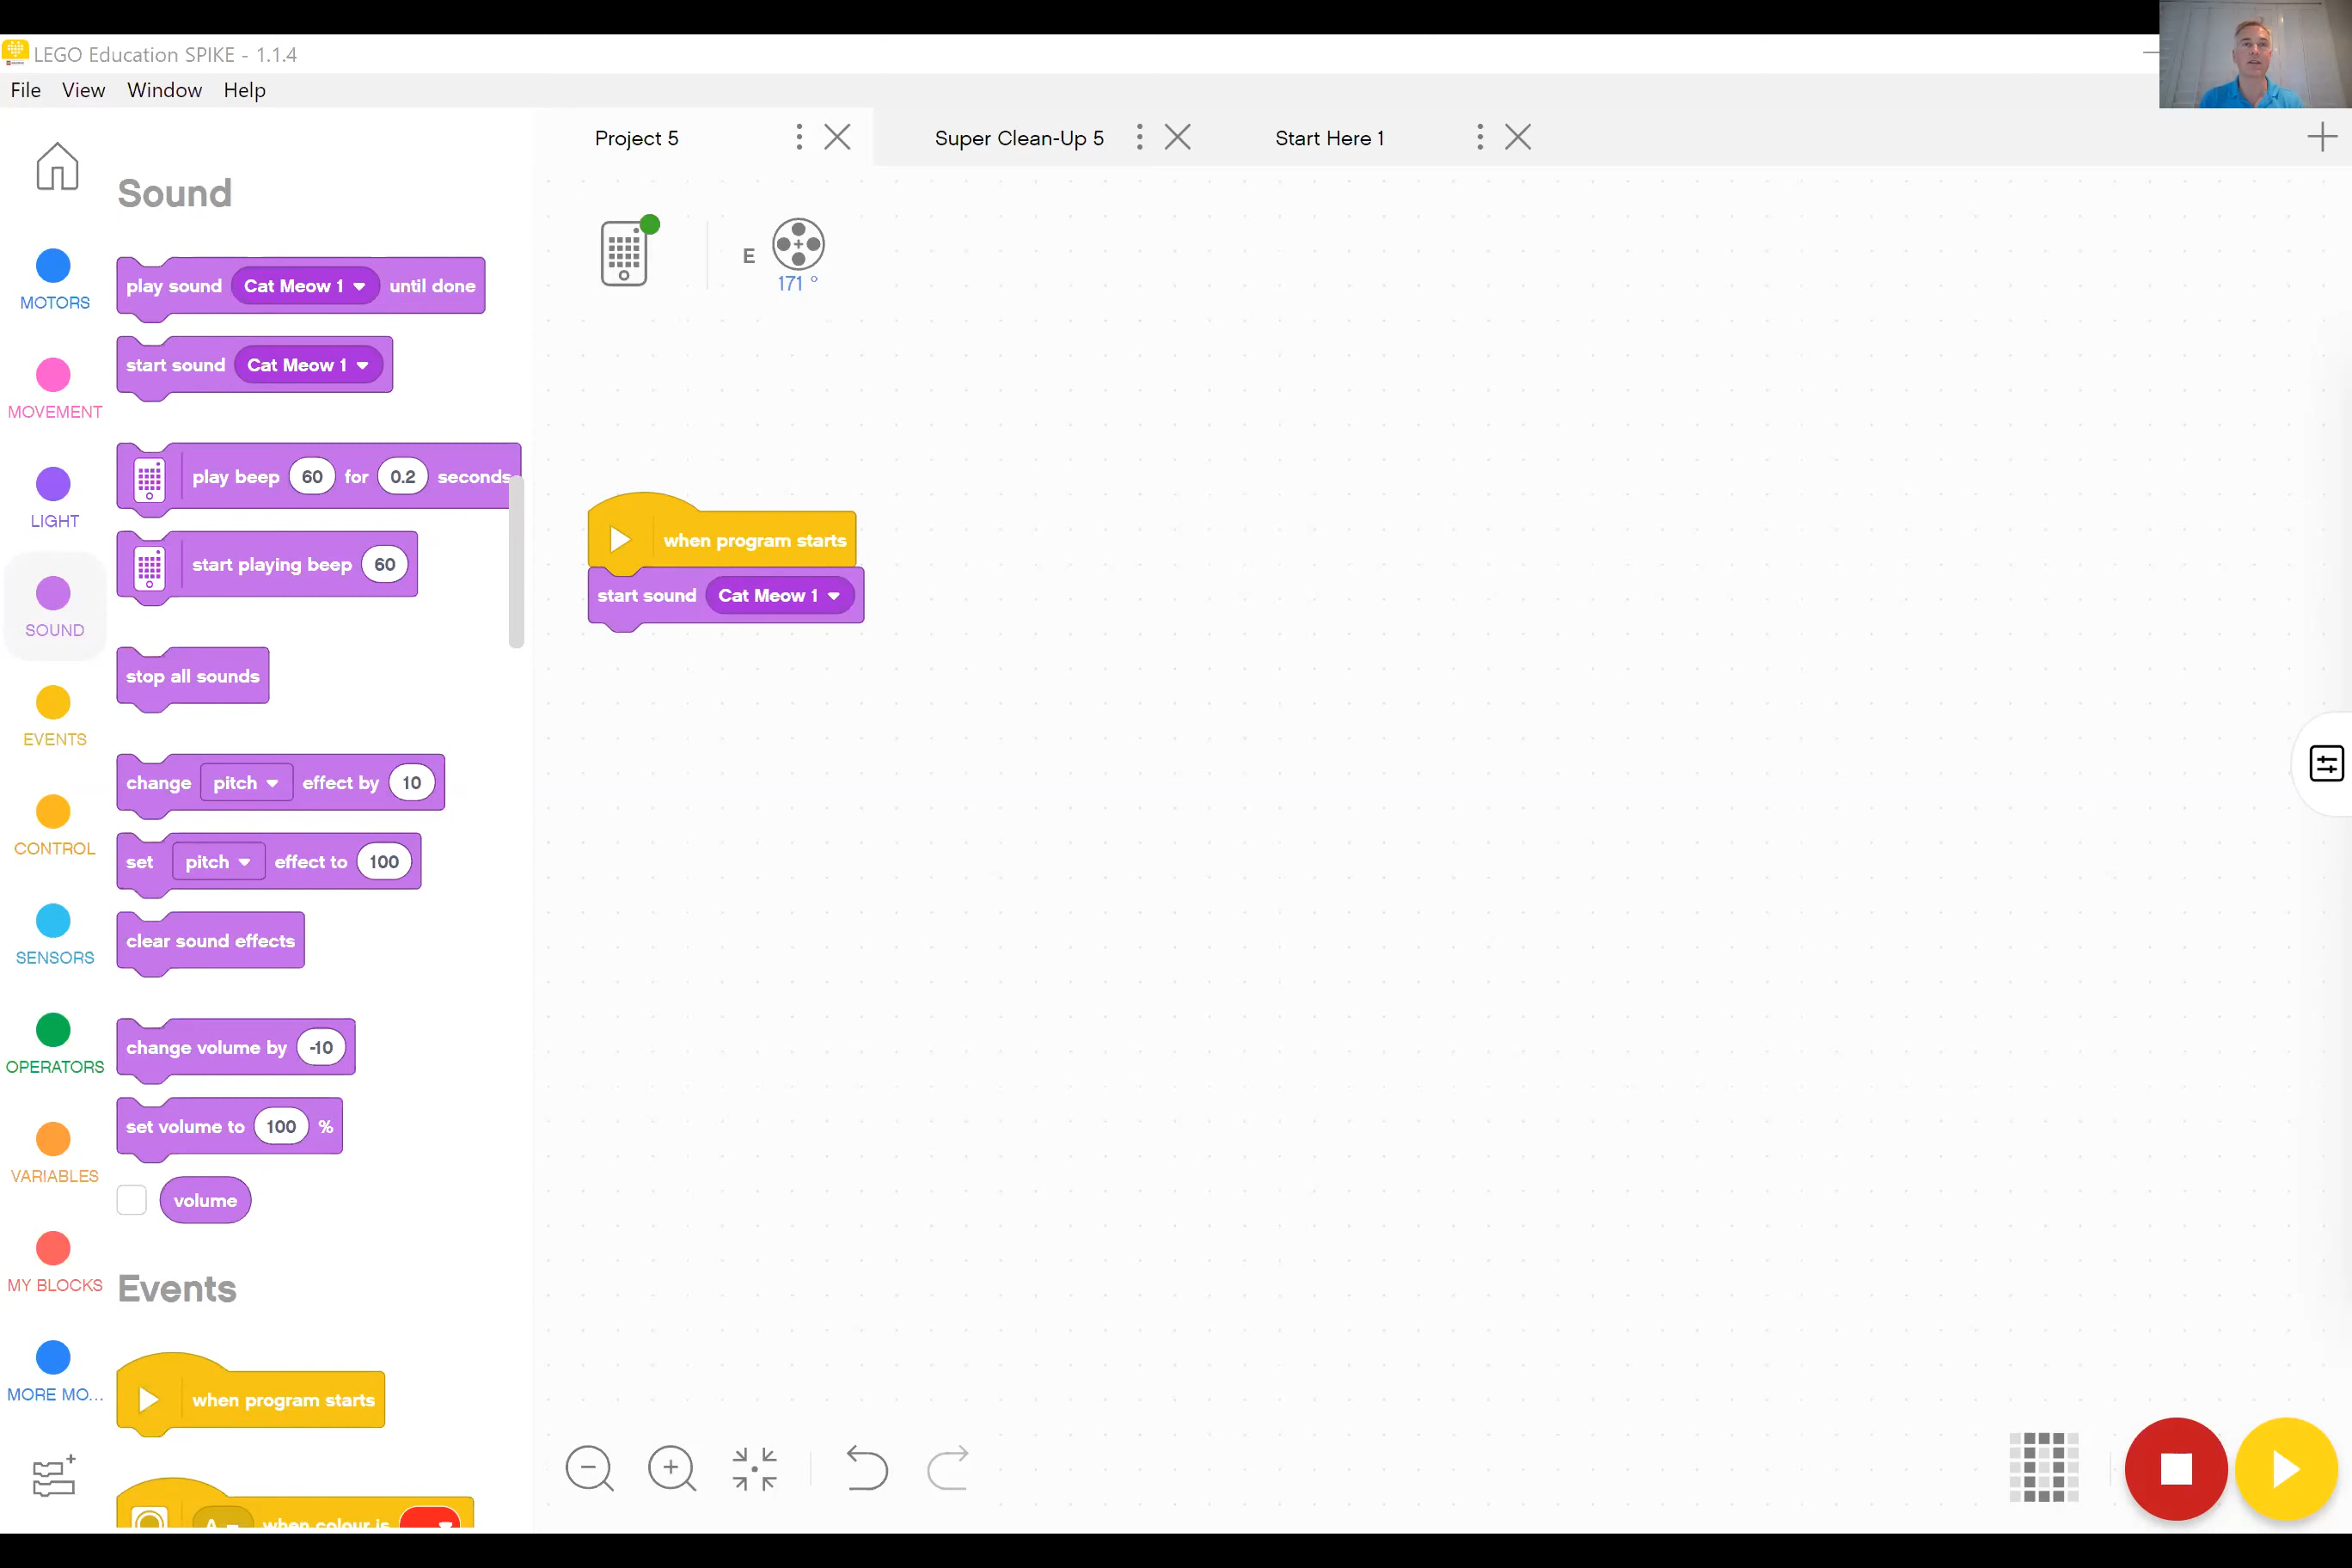 LEGO Education SPIKE - 1.1.4
File View Window Help
Project 5
Super Clean-Up 5
Start Here 1
MOTORS
MOVEMENT
LIGHT
SOUND
EVENTS
CONTROL
SENSORS
OPERATORS
VARIABLES
MY BLOCKS
MORE MO...
Sound
play sound Cat Meow 1 until done
start sound Cat Meow 1
play beep 60 for 0.2 seconds
start playing beep 60
stop all sounds
change pitch effect by 10
set pitch effect to 100
clear sound effects
change volume by -10
set volume to 100 %
volume
Events
when program starts
A when colour is
E
171 °
when program starts
start sound Cat Meow 1